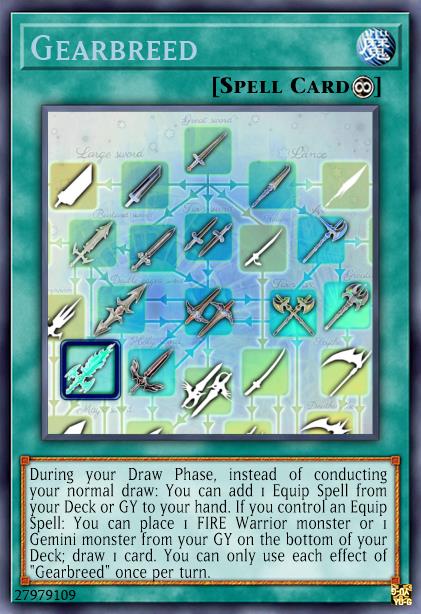 Gearbreed
[Spell Card]
Great sword
Large sword
Lance
During your Draw Phase, instead of conducting
your normal draw: You can add 1 Equip Spell from
your Deck or GY to your hand. If you control an Equip
Spell: You can place 1 FIRE Warrior monster or 1
Gemini monster from your GY on the bottom of your
Deck; draw 1 card. You can only use each effect of
"Gearbreed" once per turn.
27979109